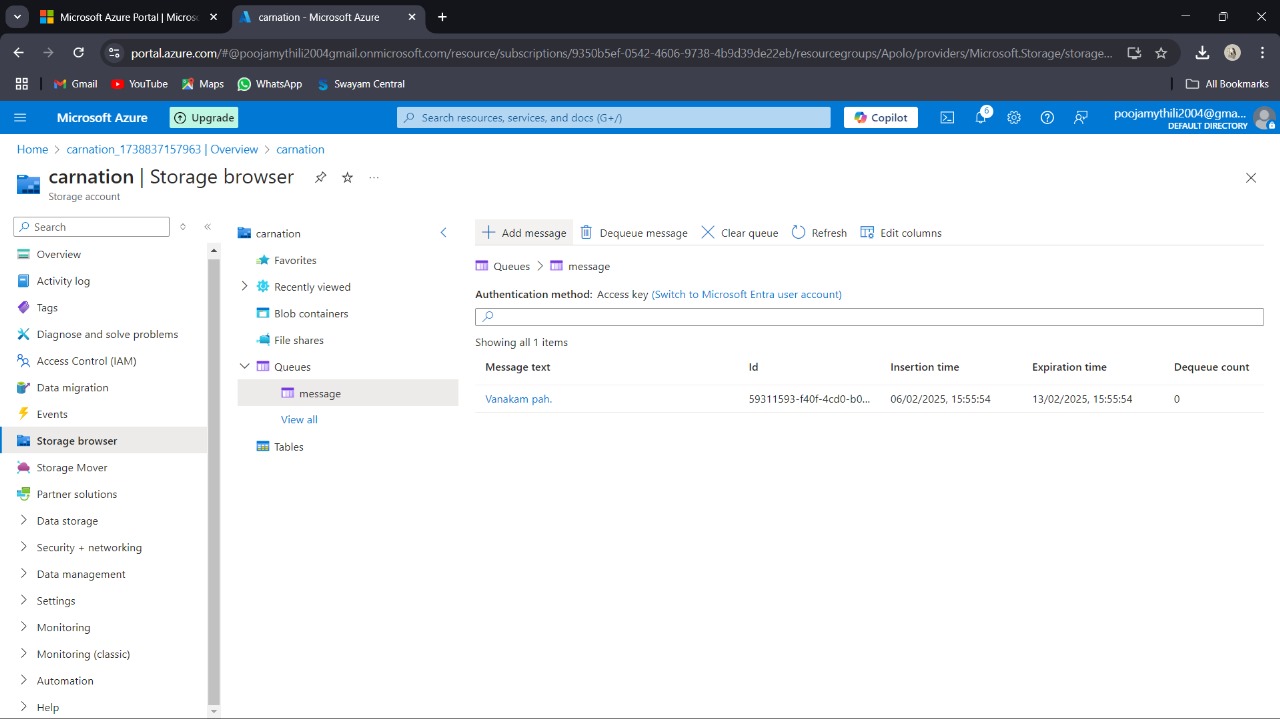 Microsoft Azure Portal | Micros
carnation - Microsoft Azure
portal.azure.com/#@poojamythili2004gmail.onmicrosoft.com/resource/subscriptions/9350b5ef-0542-4606-9738-4b9d39de22eb/resourcegroups/Apolo/providers/Microsoft.Storage/storage...
Gmail YouTube Maps WhatsApp Swayam Central All Bookmarks
Microsoft Azure Upgrade Search resources, services, and docs (G+/) Copilot 6 poojamythili2004@gma...
DEFAULT DIRECTORY
Home > carnation_1738837157963 | Overview > carnation
carnation | Storage browser ...
Storage account
Search
Overview
Activity log
Tags
Diagnose and solve problems
Access Control (IAM)
Data migration
Events
Storage browser
Storage Mover
Partner solutions
Data storage
Security + networking
Data management
Settings
Monitoring
Monitoring (classic)
Automation
Help
carnation
Favorites
Recently viewed
Blob containers
File shares
Queues
message
View all
Tables
Add message Dequeue message Clear queue Refresh Edit columns
Queues > message
Authentication method: Access key (Switch to Microsoft Entra user account)
Showing all 1 items
Message text Id Insertion time Expiration time Dequeue count
Vanakam pah. 59311593-f40f-4cd0-b0... 06/02/2025, 15:55:54 13/02/2025, 15:55:54 0